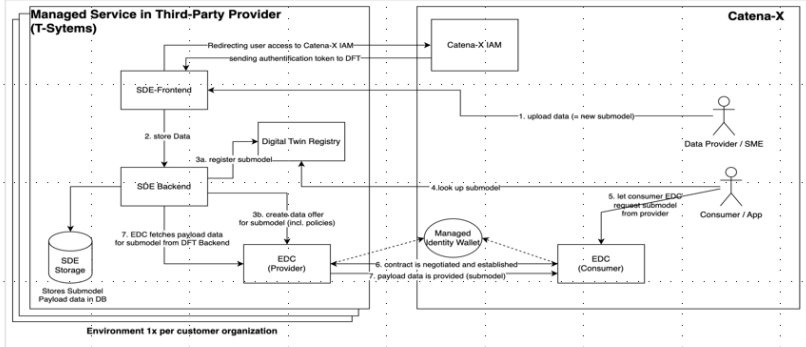 Managed Service in Third-Party Provider
(T-Sytems)
Catena-X
Redirecting user access to Catena-X IAM
sending authentification token to DFT
Catena-X IAM
SDE-Frontend
1. upload data (= new submodel)
Data Provider / SME
2. store Data
3a. register submodel
Digital Twin Registry
SDE Backend
4.look up submodel
5. let consumer EDC
request submodel
from provider
Consumer / App
3b. create data offer
for submodel (incl. policies)
7. EDC fetches payload data
for submodel from DFT Backend
Managed
Identity Wallet
SDE
Storage
EDC
(Provider)
6. contract is negotiated and established
7. payload data is provided (submodel)
EDC
(Consumer)
Stores Submodel
Payload data in DB
Environment 1x per customer organization